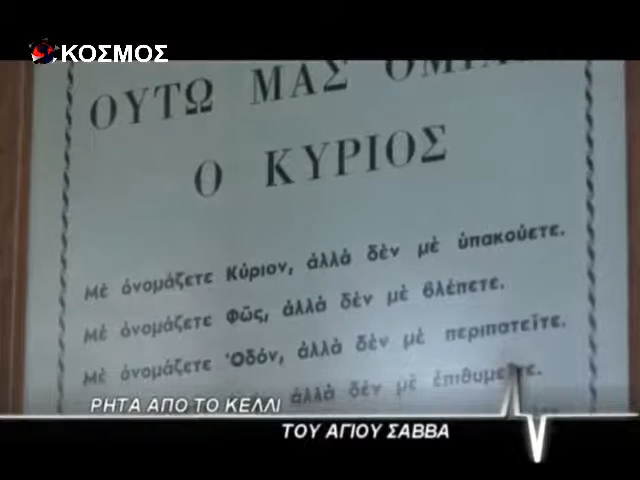 ΚΟΣΜΟΣ
ΟΥΤΩ ΜΑΣ
Ο ΚΥΡΙΟΣ
Μὲ ὀνομάζετε Κύριον, ἀλλὰ δὲν μὲ ὑπακούετε.
Μὲ ὀνομάζετε Φῶς, ἀλλὰ δὲν μὲ βλέπετε.
Μὲ ὀνομάζετε Ὁδόν, ἀλλὰ δὲν μὲ περιπατεῖτε.
ἀλλὰ δὲν μὲ
ΡΗΤΑ ΑΠΟ ΤΟ ΚΕΛΛΙ
ΤΟΥ ΑΓΙΟΥ ΣΑΒΒΑ